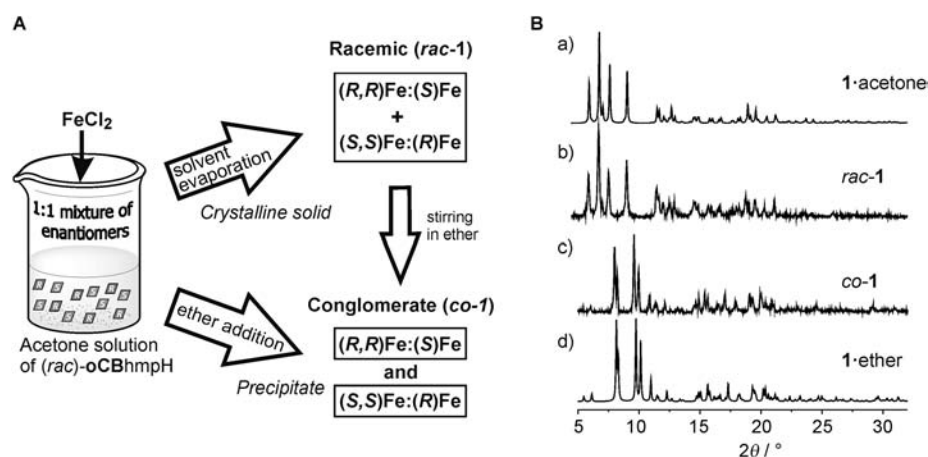 A
FeCl2
1:1 mixture of
enantiomers
Acetone solution
of (rac)-oCBhmpH
solvent
evaporation
Crystalline solid
ether addition
Precipitate
Racemic (rac-1)
(R,R)Fe:(S)Fe
+
(S,S)Fe:(R)Fe
stirring
in ether
Conglomerate (co-1)
(R,R)Fe:(S)Fe
and
(S,S)Fe:(R)Fe
B
a)
1·acetone
b)
rac-1
c)
co-1
d)
1·ether
5 10 15 20 25 30
2θ / °